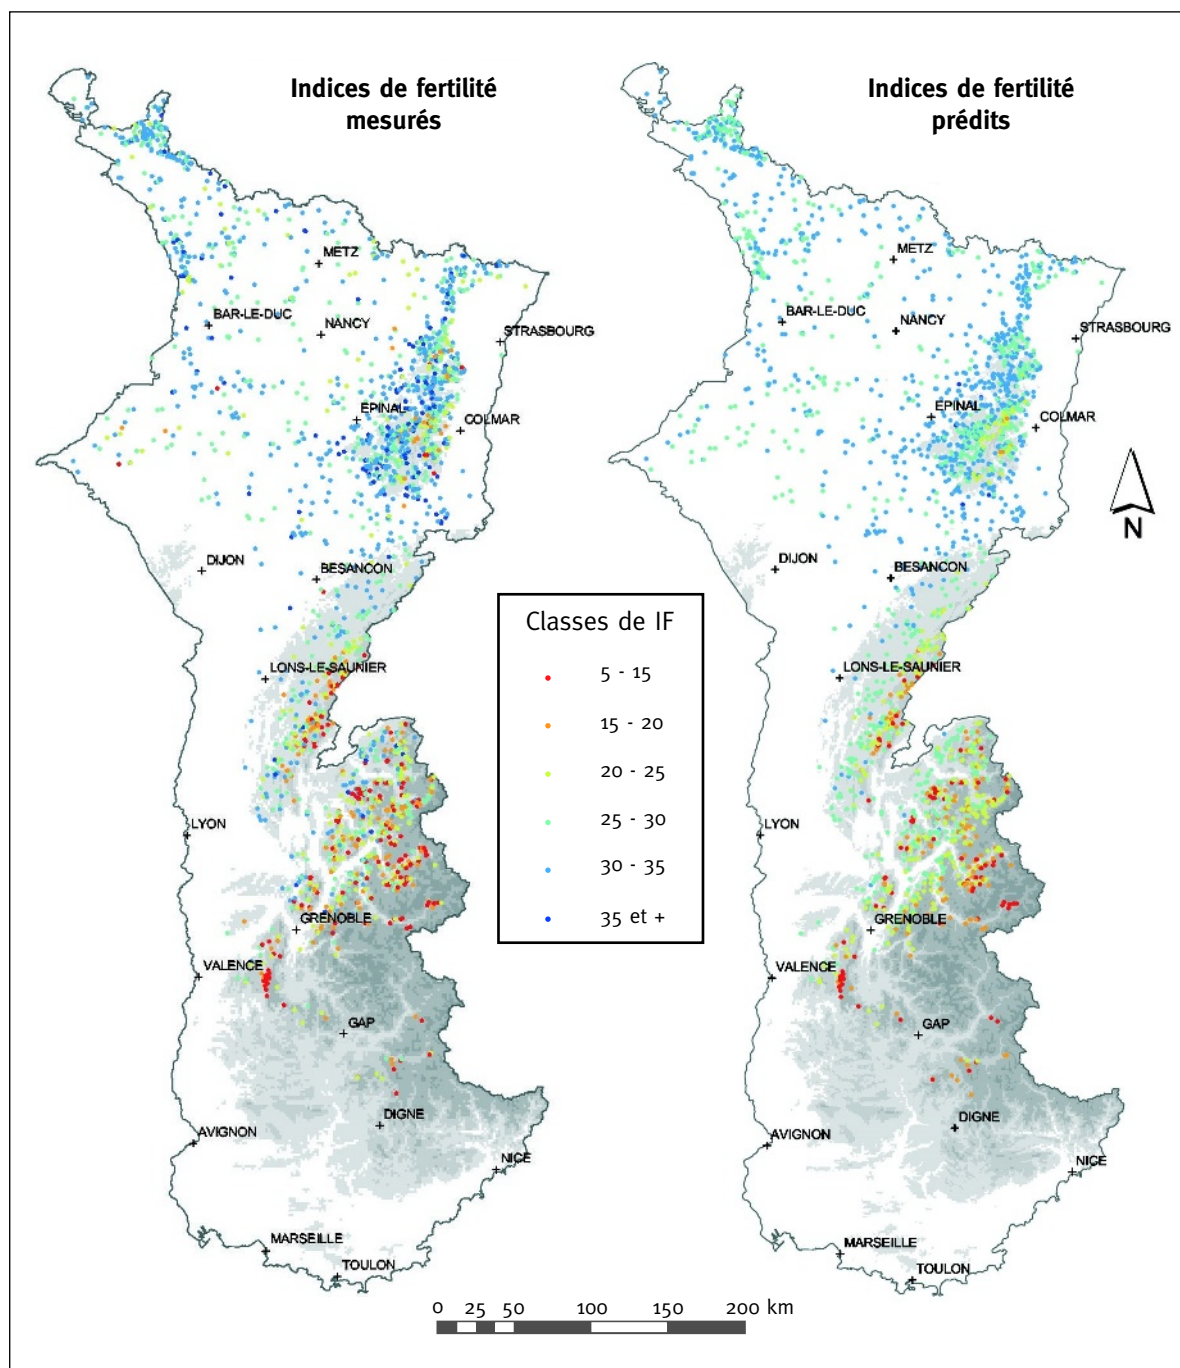 Indices de fertilité
mesurés
METZ
BAR-LE-DUC
NANCY
STRASBOURG
EPINAL
COLMAR
DIJON
BESANCON
LONS-LE-SAUNIER
LYON
GRENOBLE
VALENCE
GAP
DIGNE
AVIGNON
NICE
MARSEILLE
TOULON
Indices de fertilité
prédits
METZ
BAR-LE-DUC
NANCY
STRASBOURG
EPINAL
COLMAR
N
DIJON
BESANCON
LONS-LE-SAUNIER
LYON
GRENOBLE
VALENCE
GAP
DIGNE
AVIGNON
NICE
MARSEILLE
TOULON
Classes de IF
5 - 15
15 - 20
20 - 25
25 - 30
30 - 35
35 et +
0 25 50 100 150 200 km